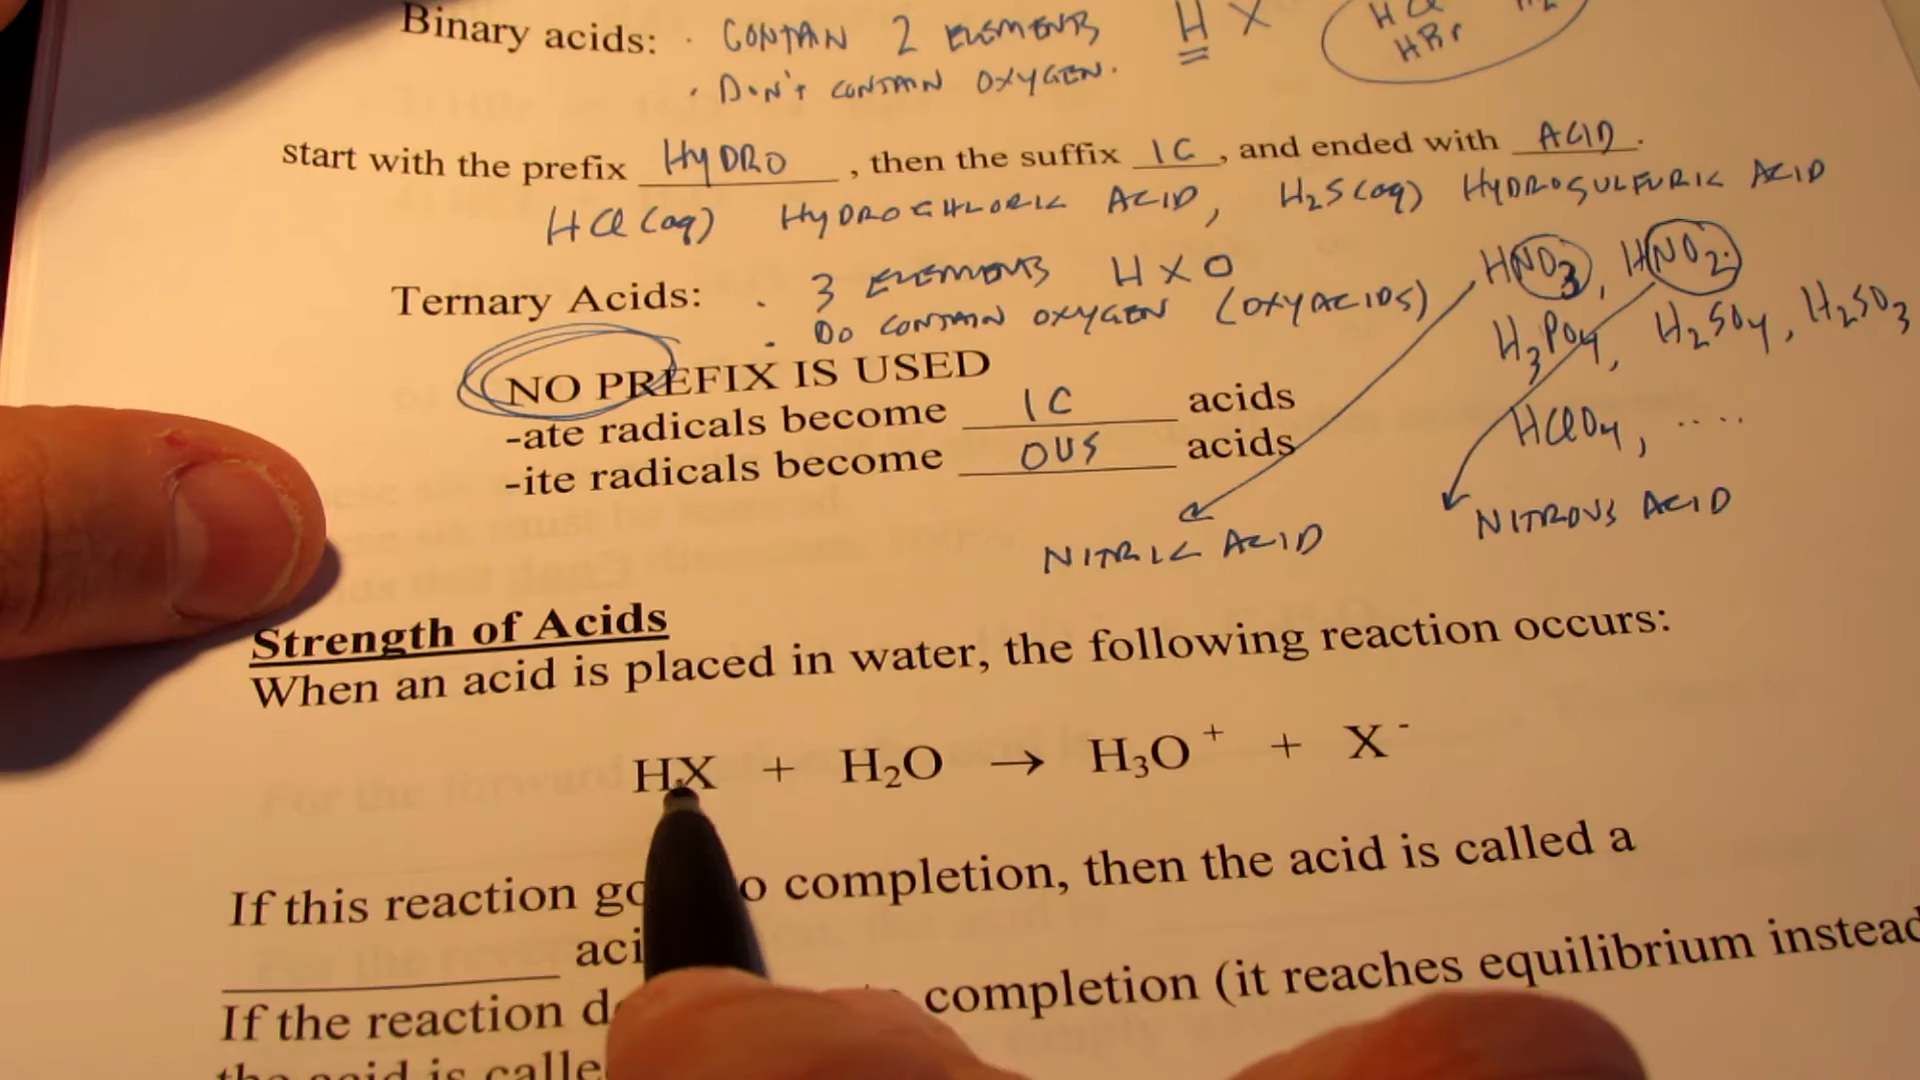 Binary acids: · CONTAIN 2 ELEMENTS H X HCl
· DON'T CONTAIN OXYGEN. HBr
start with the prefix HYDRO, then the suffix IC, and ended with ACID.
HCl(aq) HYDROCHLORIC ACID, H₂S(aq) HYDROSULFURIC ACID
Ternary Acids: · 3 ELEMENTS H X O HNO₃, HNO₂.
· DO CONTAIN OXYGEN (OXYACIDS) H₃PO₄, H₂SO₄, H₂SO₃
NO PREFIX IS USED
-ate radicals become IC acids HClO₄, .....
-ite radicals become OUS acids
NITRIC ACID NITROUS ACID
Strength of Acids
When an acid is placed in water, the following reaction occurs:
HX + H₂O → H₃O⁺ + X⁻
If this reaction go o completion, then the acid is called a
aci
If the reaction d completion (it reaches equilibrium instead
the acid is calle